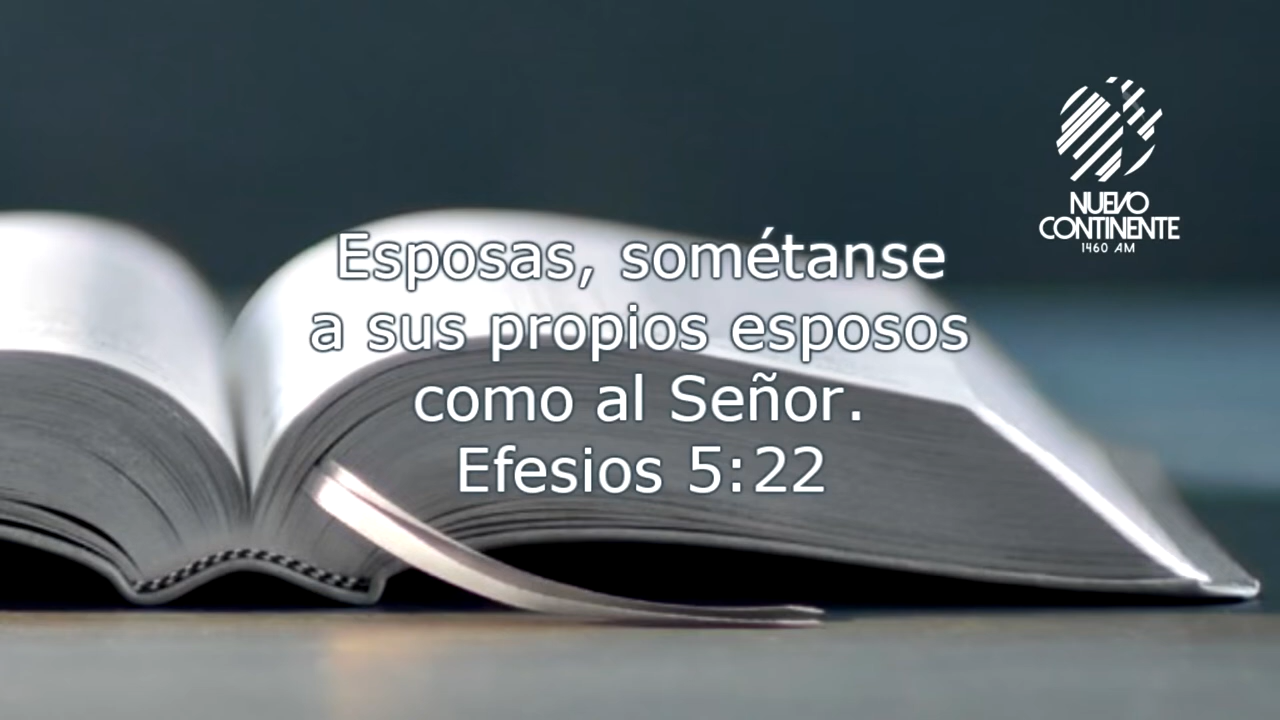 NUEVO
CONTINENTE
1460 AM
Esposas, sométanse
a sus propios esposos
como al Señor.
Efesios 5:22